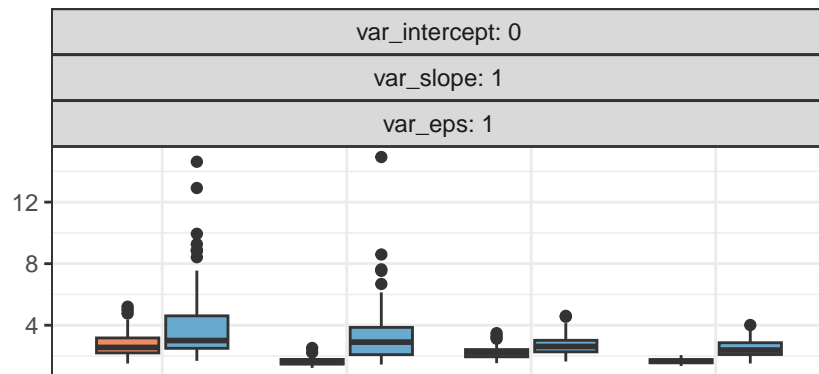 var_intercept: 0
var_slope: 1
var_eps: 1
12
8
4